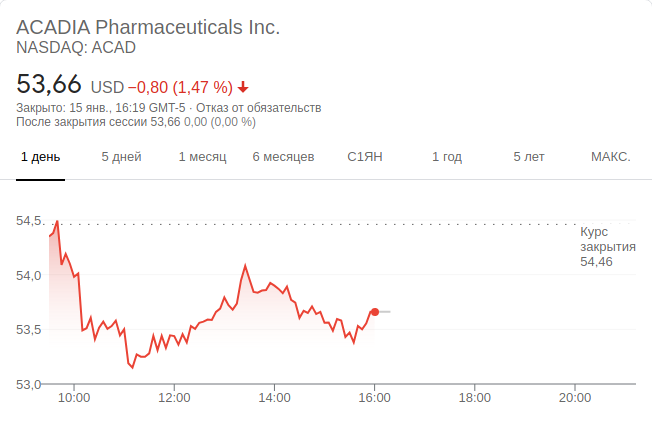 ACADIA Pharmaceuticals Inc.
NASDAQ: ACAD
53,66 USD −0,80 (1,47 %)
Закрыто: 15 янв., 16:19 GMT-5 · Отказ от обязательств
После закрытия сессии 53,66 0,00 (0,00 %)
1 день 5 дней 1 месяц 6 месяцев С1ЯН 1 год 5 лет МАКС.
54,5
Курс
закрытия
54,46
54,0
53,5
53,0
10:00 12:00 14:00 16:00 18:00 20:00